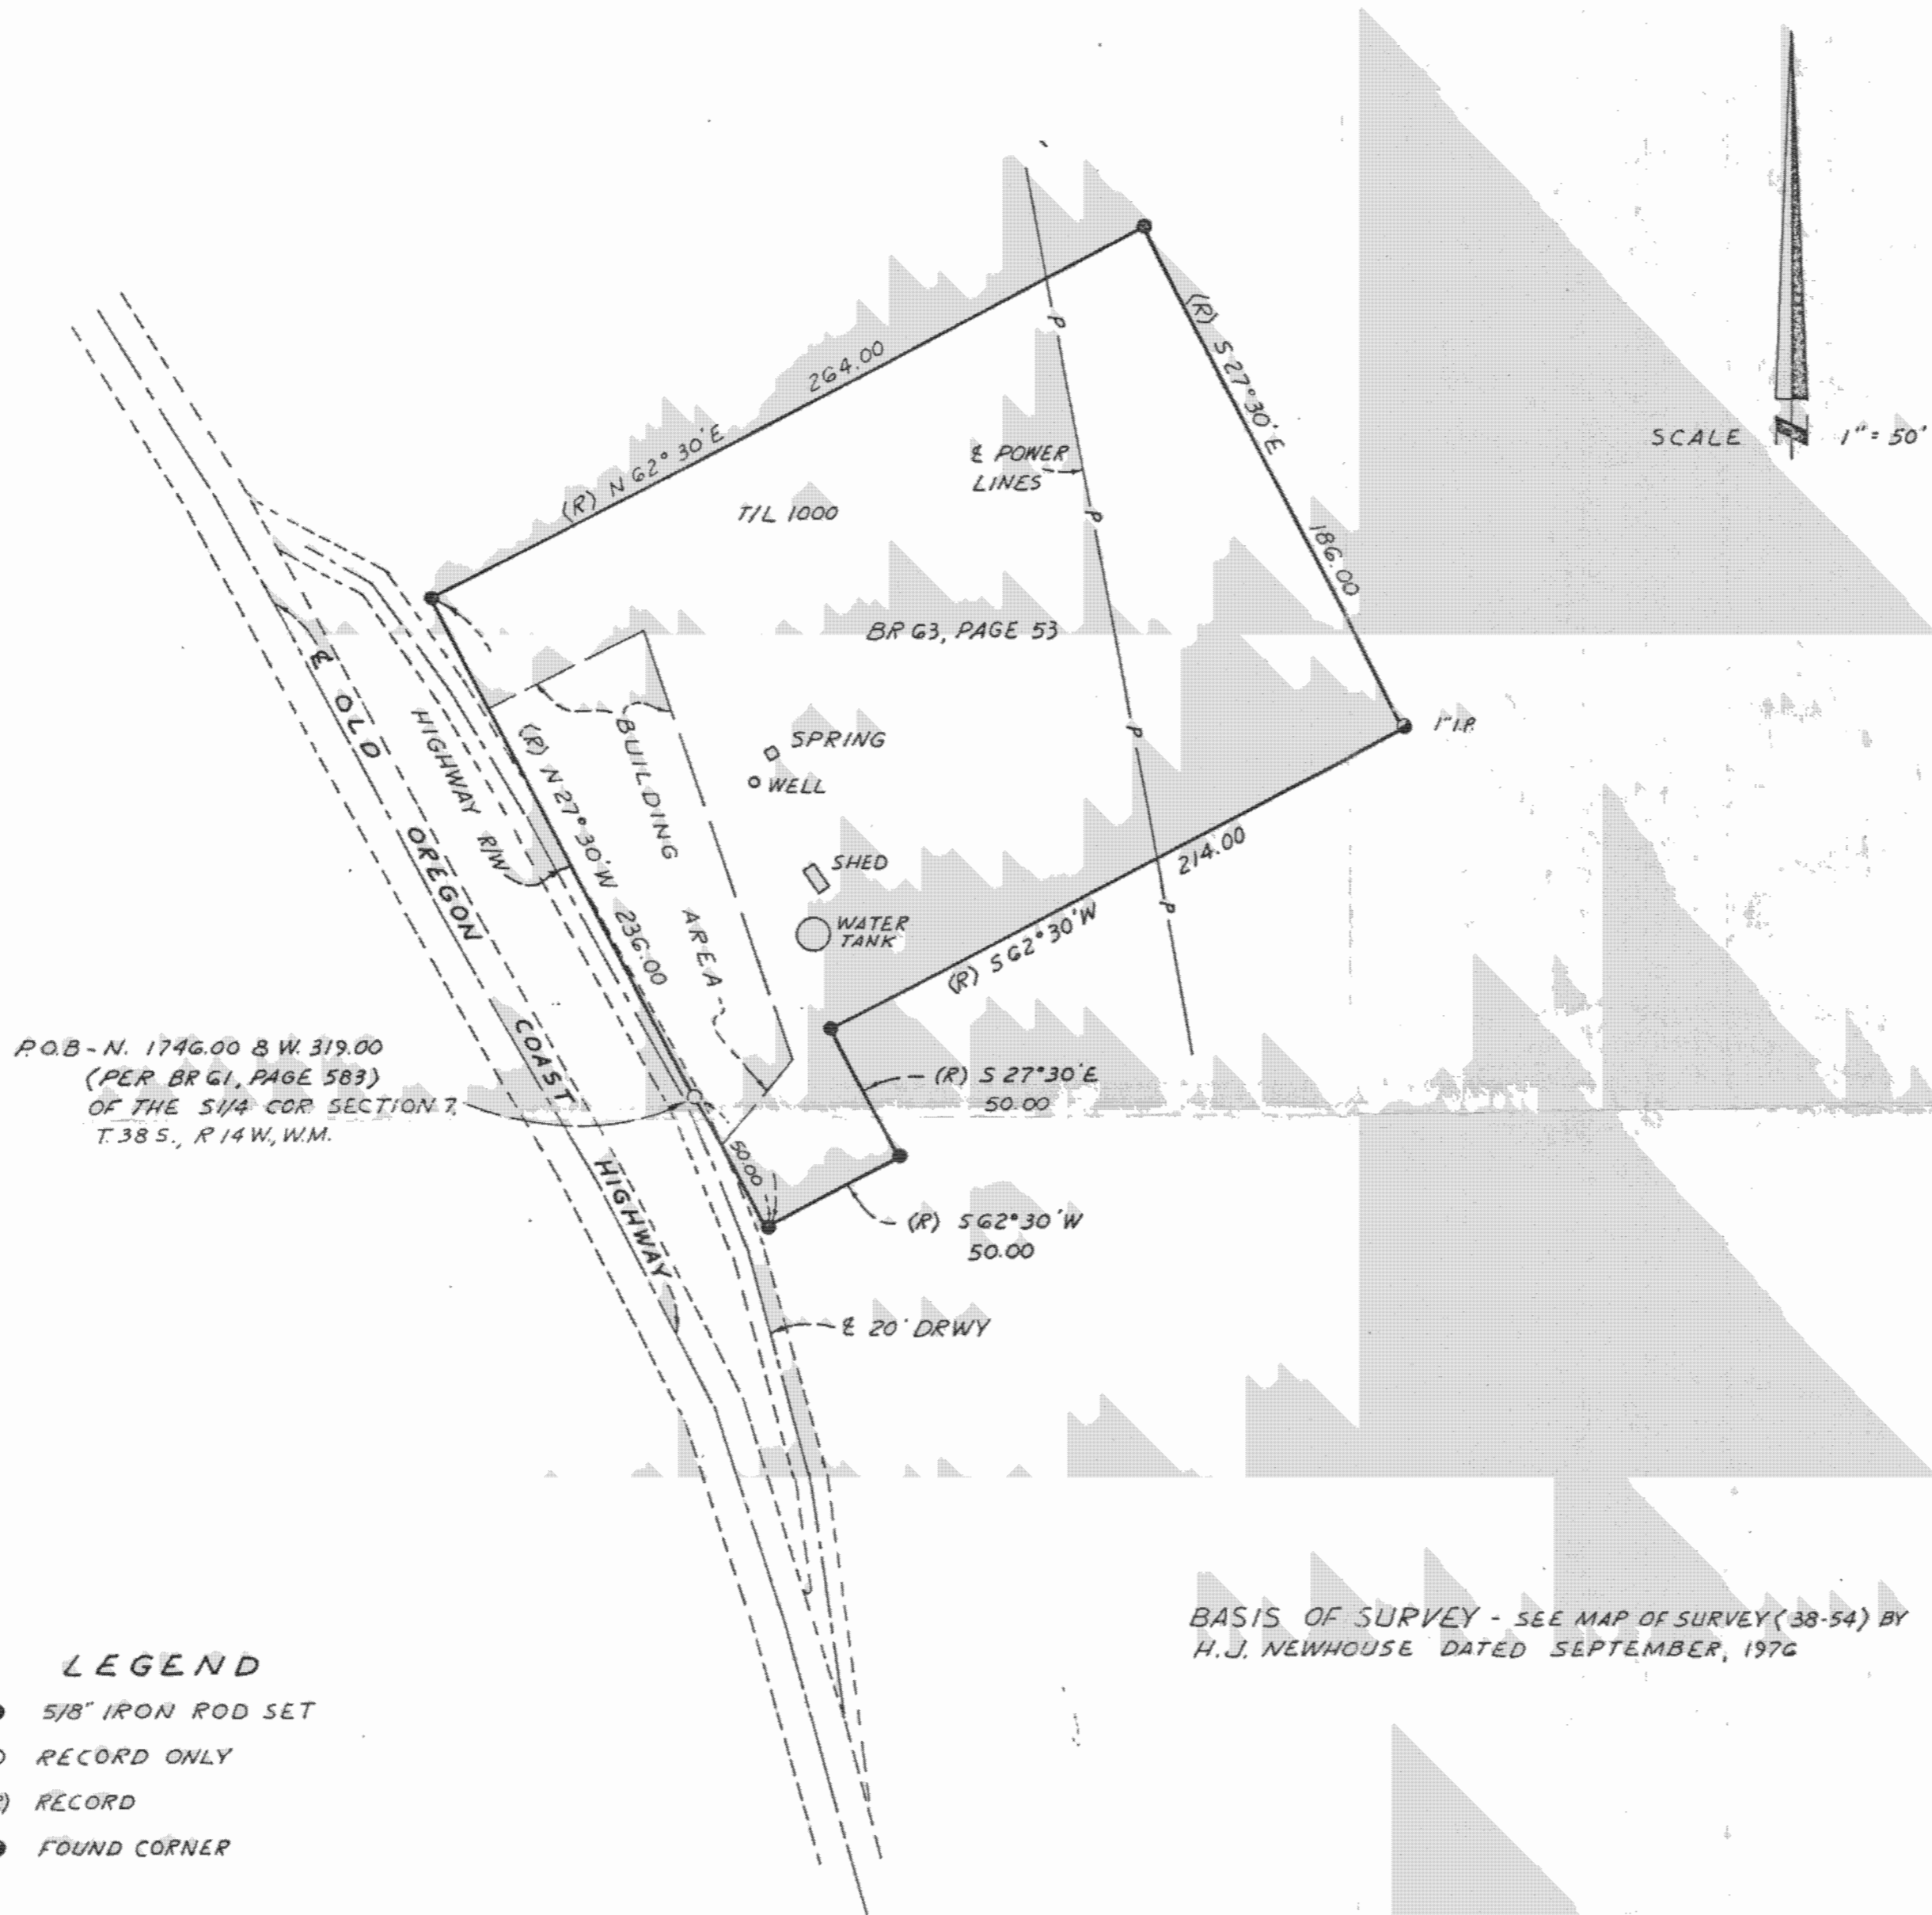 SCALE N 1" = 50'
(R) N 62° 30' E 264.00
(R) S 27° 30' E 186.00
℄ POWER
LINES
P
P
P
P
T/L 1000
BR 63, PAGE 53
1" I.P.
SPRING
WELL
SHED
WATER
TANK
BUILDING AREA
(R) N 27° 30' W 236.00
HIGHWAY R/W
℄ OLD OREGON COAST HIGHWAY
(R) S 62° 30' W 214.00
P.O.B - N. 1746.00 & W. 319.00
(PER BR 61, PAGE 583)
OF THE S1/4 COR SECTION 7,
T. 38 S., R 14 W., W.M.
(R) S 27° 30' E
50.00
50.00
(R) S 62° 30' W
50.00
℄ 20' DRWY
BASIS OF SURVEY - SEE MAP OF SURVEY (38-54) BY
H.J. NEWHOUSE DATED SEPTEMBER, 1976
LEGEND
5/8" IRON ROD SET
RECORD ONLY
) RECORD
FOUND CORNER